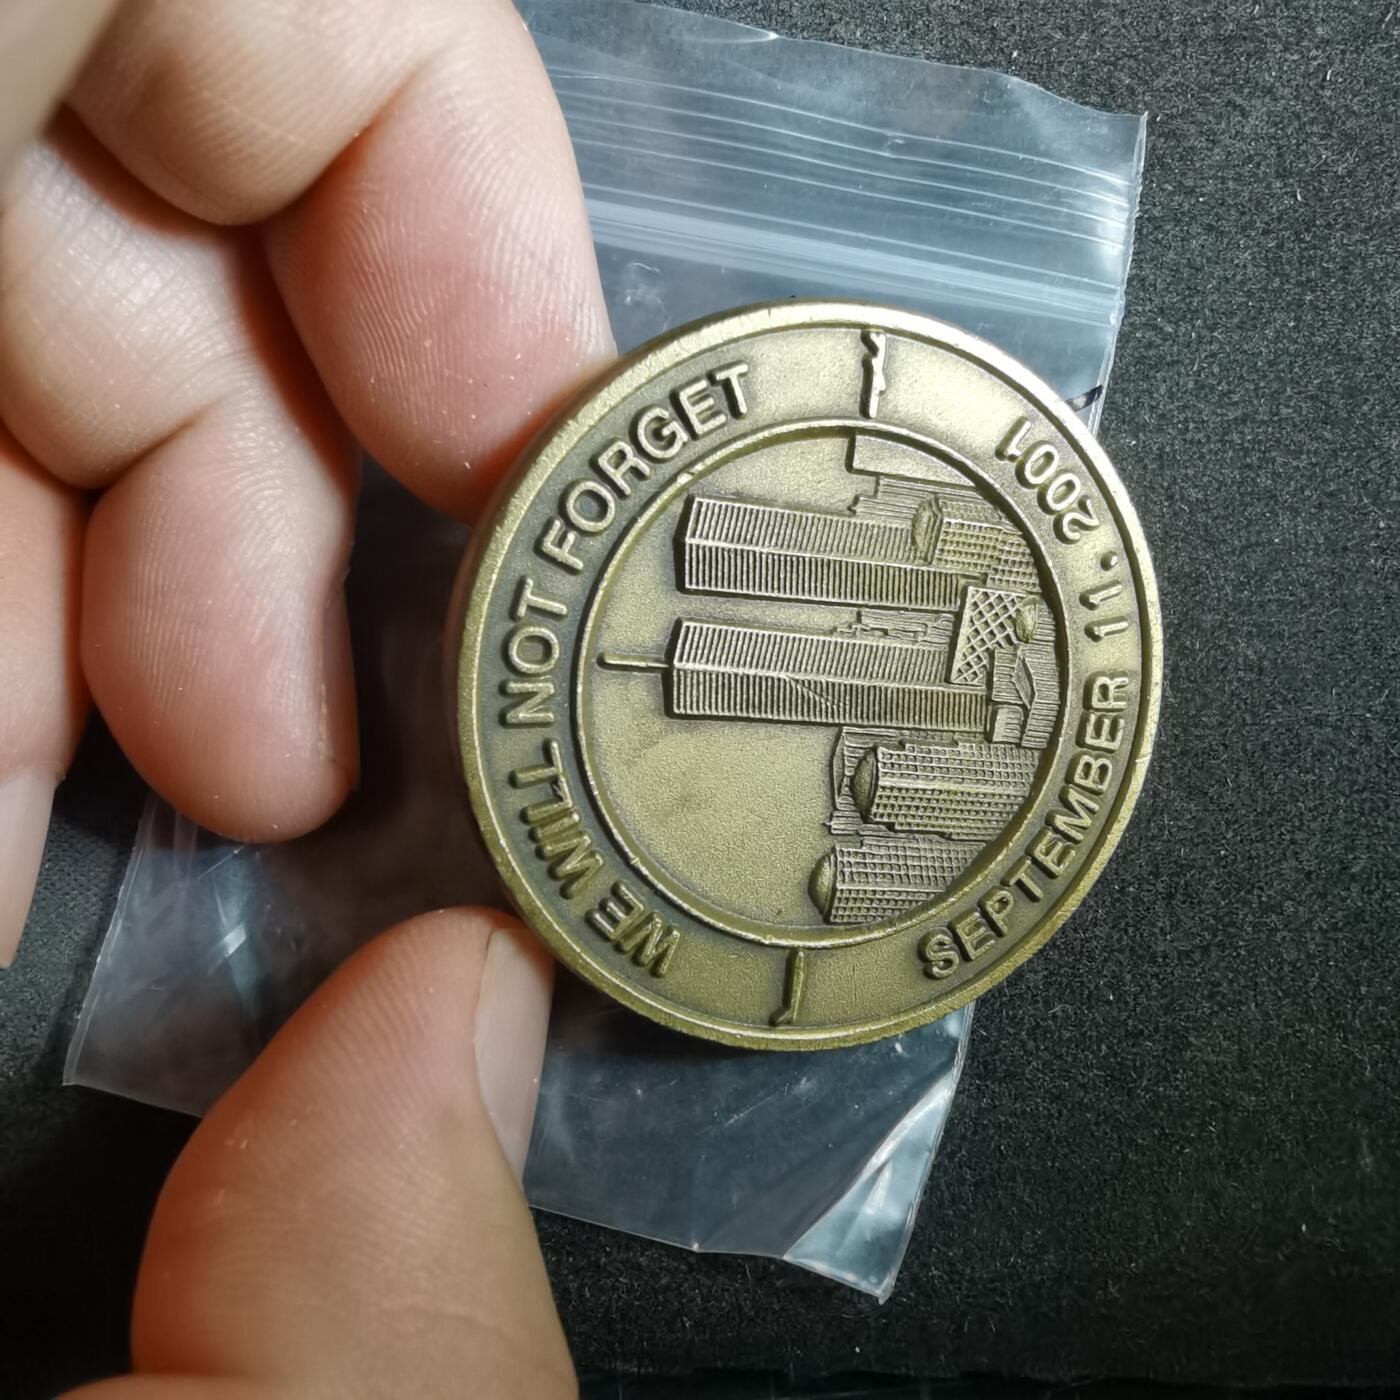 WE WILL NOT FORGET
SEPTEMBER 11. 2001